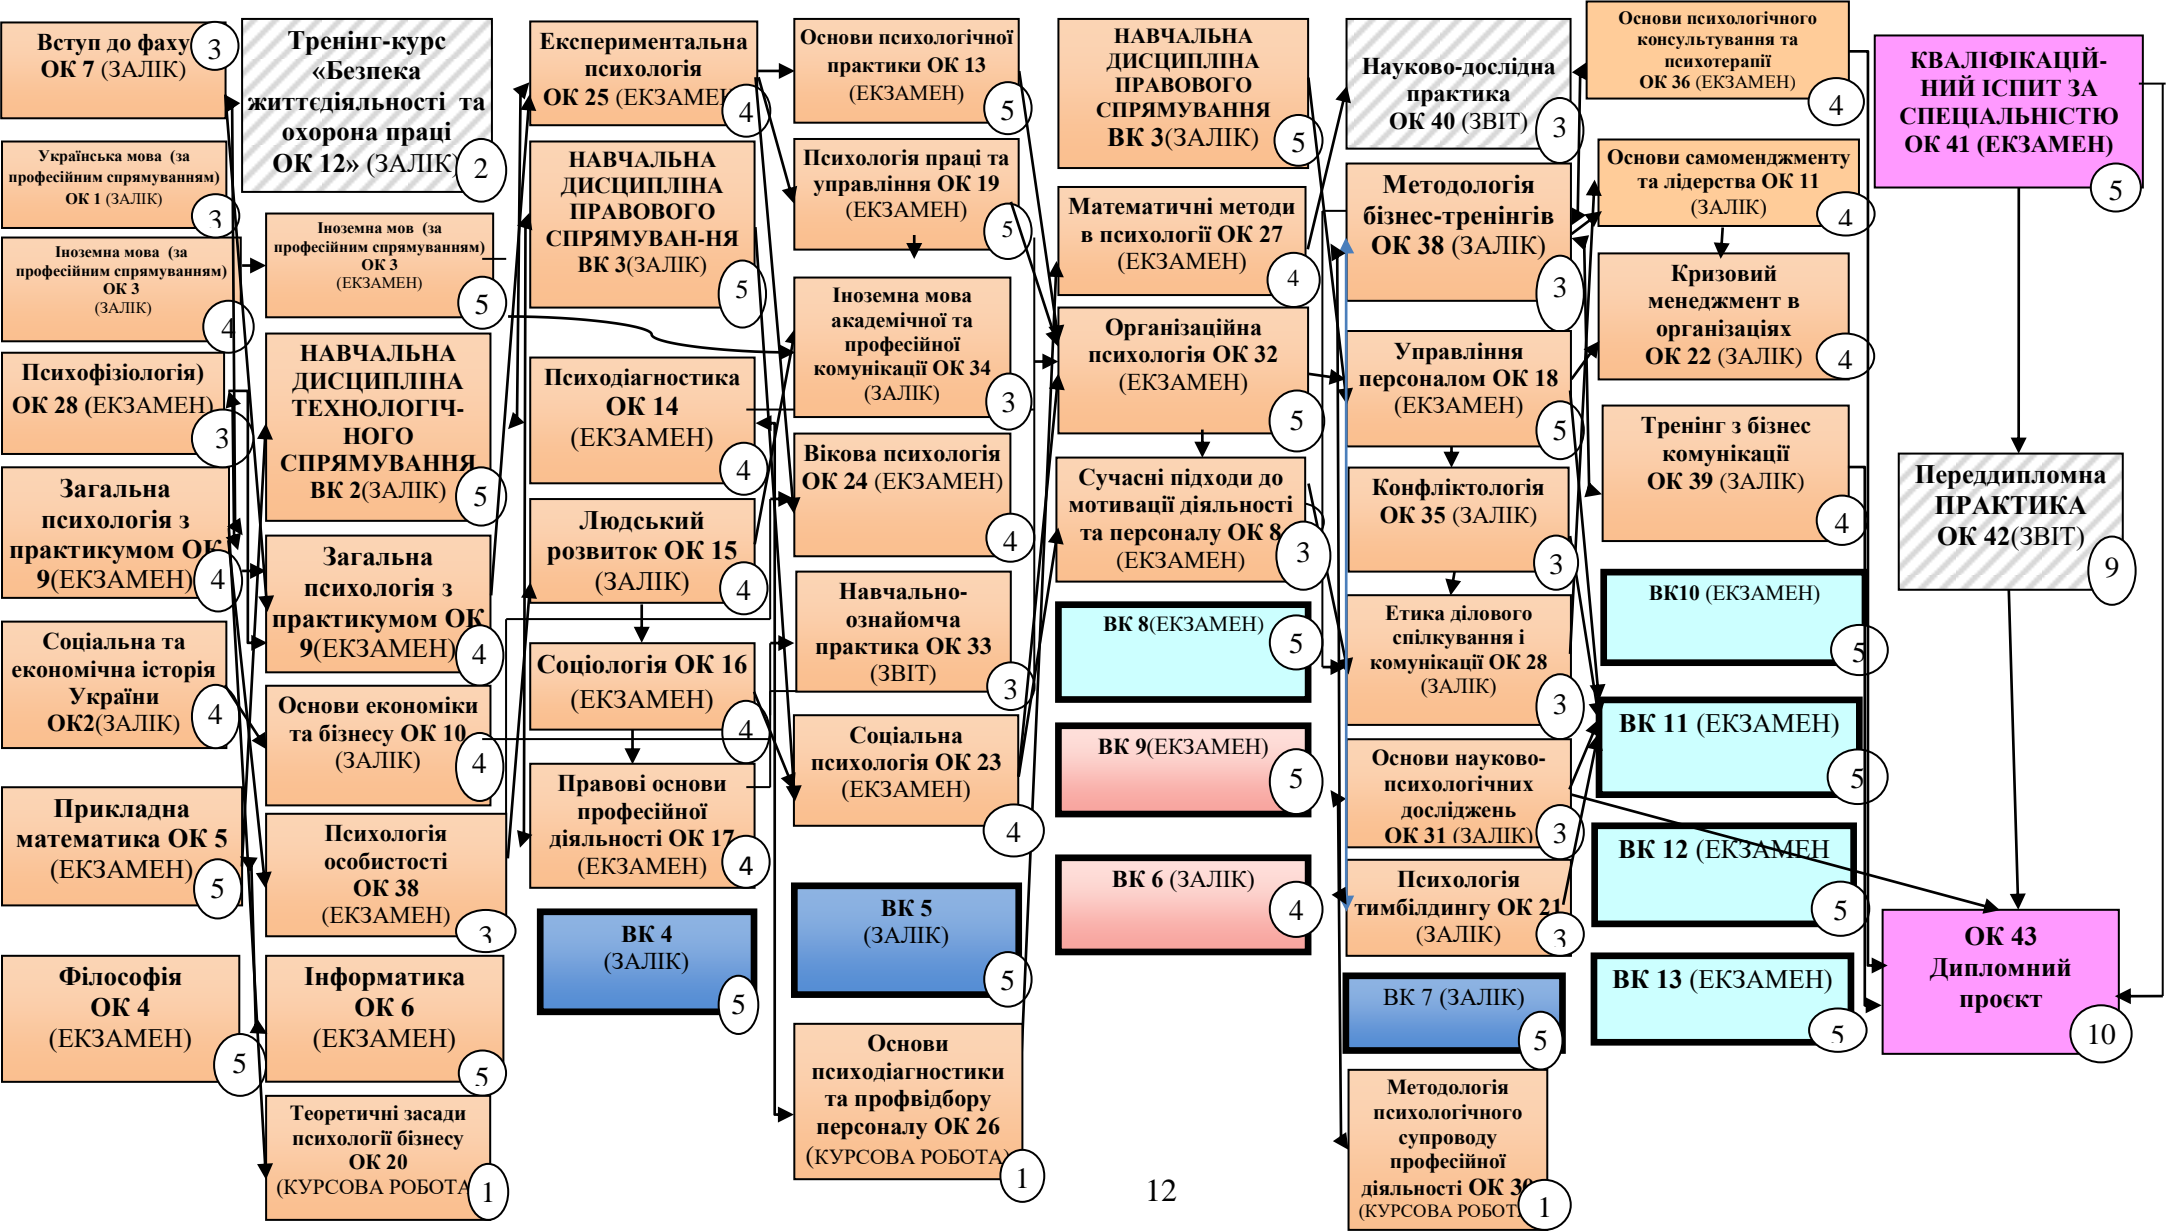 Вступ до фаху
ОК 7 (ЗАЛІК)
3
Українська мова (за
професійним спрямуванням)
ОК 1 (ЗАЛІК)
3
Іноземна мова (за
професійним спрямуванням)
ОК 3
(ЗАЛІК)
4
Психофізіологія)
ОК 28 (ЕКЗАМЕН)
3
Загальна
психологія з
практикумом ОК
9(ЕКЗАМЕН)
4
Соціальна та
економічна історія
України
ОК2(ЗАЛІК)
4
Прикладна
математика ОК 5
(ЕКЗАМЕН)
5
Філософія
ОК 4
(ЕКЗАМЕН)
5
Тренінг-курс
«Безпека
життєдіяльності та
охорона праці
ОК 12» (ЗАЛІК)
2
Іноземна мов (за
професійним спрямуванням)
ОК 3
(ЕКЗАМЕН)
5
НАВЧАЛЬНА
ДИСЦИПЛІНА
ТЕХНОЛОГІЧ-
НОГО
СПРЯМУВАННЯ
ВК 2(ЗАЛІК)
5
Загальна
психологія з
практикумом ОК
9(ЕКЗАМЕН)
4
Основи економіки
та бізнесу ОК 10
(ЗАЛІК)
4
Психологія
особистості
ОК 38
(ЕКЗАМЕН)
3
Інформатика
ОК 6
(ЕКЗАМЕН)
5
Теоретичні засади
психології бізнесу
ОК 20
(КУРСОВА РОБОТА
1
Експериментальна
психологія
ОК 25 (ЕКЗАМЕН
4
НАВЧАЛЬНА
ДИСЦИПЛІНА
ПРАВОВОГО
СПРЯМУВАН-НЯ
ВК 3(ЗАЛІК)
5
Психодіагностика
ОК 14
(ЕКЗАМЕН)
4
Людський
розвиток ОК 15
(ЗАЛІК)
4
Соціологія ОК 16
(ЕКЗАМЕН)
4
Правові основи
професійної
діяльності ОК 17
(ЕКЗАМЕН)
4
ВК 4
(ЗАЛІК)
5
Основи психологічної
практики ОК 13
(ЕКЗАМЕН)
5
Психологія праці та
управління ОК 19
(ЕКЗАМЕН)
5
Іноземна мова
академічної та
професійної
комунікації ОК 34
(ЗАЛІК)
3
Вікова психологія
ОК 24 (ЕКЗАМЕН)
4
Навчально-
ознайомча
практика ОК 33
(ЗВІТ)
3
Соціальна
психологія ОК 23
(ЕКЗАМЕН)
4
ВК 5
(ЗАЛІК)
5
Основи
психодіагностики
та профвідбору
персоналу ОК 26
(КУРСОВА РОБОТА)
1
НАВЧАЛЬНА
ДИСЦИПЛІНА
ПРАВОВОГО
СПРЯМУВАННЯ
ВК 3(ЗАЛІК)
5
Математичні методи
в психології ОК 27
(ЕКЗАМЕН)
4
Організаційна
психологія ОК 32
(ЕКЗАМЕН)
5
Сучасні підходи до
мотивації діяльності
та персоналу ОК 8
(ЕКЗАМЕН)
3
ВК 8(ЕКЗАМЕН)
5
ВК 9(ЕКЗАМЕН)
5
ВК 6 (ЗАЛІК)
4
Науково-дослідна
практика
ОК 40 (ЗВІТ)
3
Методологія
бізнес-тренінгів
ОК 38 (ЗАЛІК)
3
Управління
персоналом ОК 18
(ЕКЗАМЕН)
5
Конфліктологія
ОК 35 (ЗАЛІК)
3
Етика ділового
спілкування і
комунікації ОК 28
(ЗАЛІК)
3
Основи науково-
психологічних
досліджень
ОК 31 (ЗАЛІК)
3
Психологія
тимбілдингу ОК 21
(ЗАЛІК)
3
ВК 7 (ЗАЛІК)
5
Методологія
психологічного
супроводу
професійної
діяльності ОК 30
(КУРСОВА РОБОТ
1
Основи психологічного
консультування та
психотерапії
ОК 36 (ЕКЗАМЕН)
4
Основи самоменджменту
та лідерства ОК 11
(ЗАЛІК)
4
Кризовий
менеджмент в
організаціях
ОК 22 (ЗАЛІК)
4
Тренінг з бізнес
комунікації
ОК 39 (ЗАЛІК)
4
ВК10 (ЕКЗАМЕН)
5
ВК 11 (ЕКЗАМЕН)
5
ВК 12 (ЕКЗАМЕН
5
ВК 13 (ЕКЗАМЕН)
5
КВАЛІФІКАЦІЙ-
НИЙ ІСПИТ ЗА
СПЕЦІАЛЬНІСТЮ
ОК 41 (ЕКЗАМЕН)
5
Переддипломна
ПРАКТИКА
ОК 42(ЗВІТ)
9
ОК 43
Дипломний
проєкт
10
12